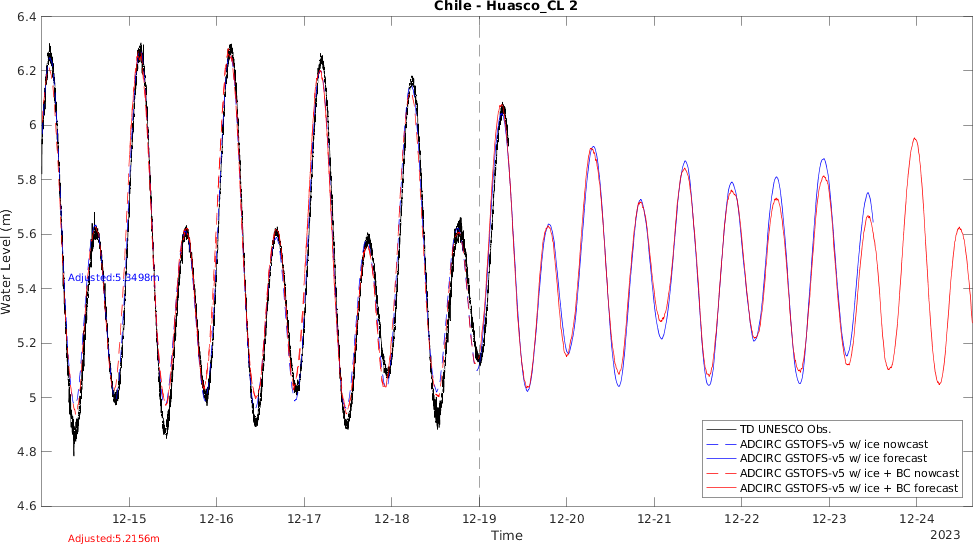 Chile - Huasco_CL 2
6.4
6.2
6
5.8
5.6
5.4
5.2
5
4.8
4.6
Water Level (m)
Adjusted:5.3498m
TD UNESCO Obs.
ADCIRC GSTOFS-v5 w/ ice nowcast
ADCIRC GSTOFS-v5 w/ ice forecast
ADCIRC GSTOFS-v5 w/ ice + BC nowcast
ADCIRC GSTOFS-v5 w/ ice + BC forecast
12-15 12-16 12-17 12-18 12-19 12-20 12-21 12-22 12-23 12-24
Time 2023
Adjusted:5.2156m